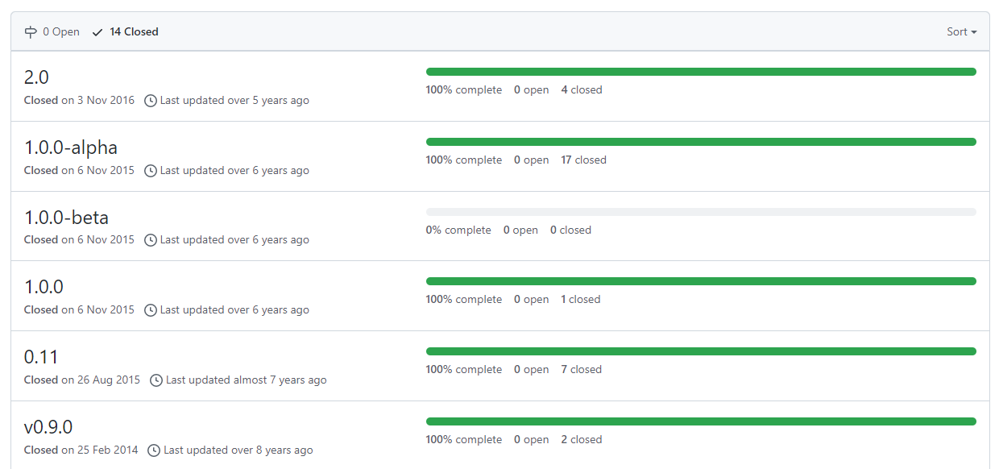 0 Open 14 Closed Sort
2.0
Closed on 3 Nov 2016 Last updated over 5 years ago
100% complete 0 open 4 closed
1.0.0-alpha
Closed on 6 Nov 2015 Last updated over 6 years ago
100% complete 0 open 17 closed
1.0.0-beta
Closed on 6 Nov 2015 Last updated over 6 years ago
0% complete 0 open 0 closed
1.0.0
Closed on 6 Nov 2015 Last updated over 6 years ago
100% complete 0 open 1 closed
0.11
Closed on 26 Aug 2015 Last updated almost 7 years ago
100% complete 0 open 7 closed
v0.9.0
Closed on 25 Feb 2014 Last updated over 8 years ago
100% complete 0 open 2 closed